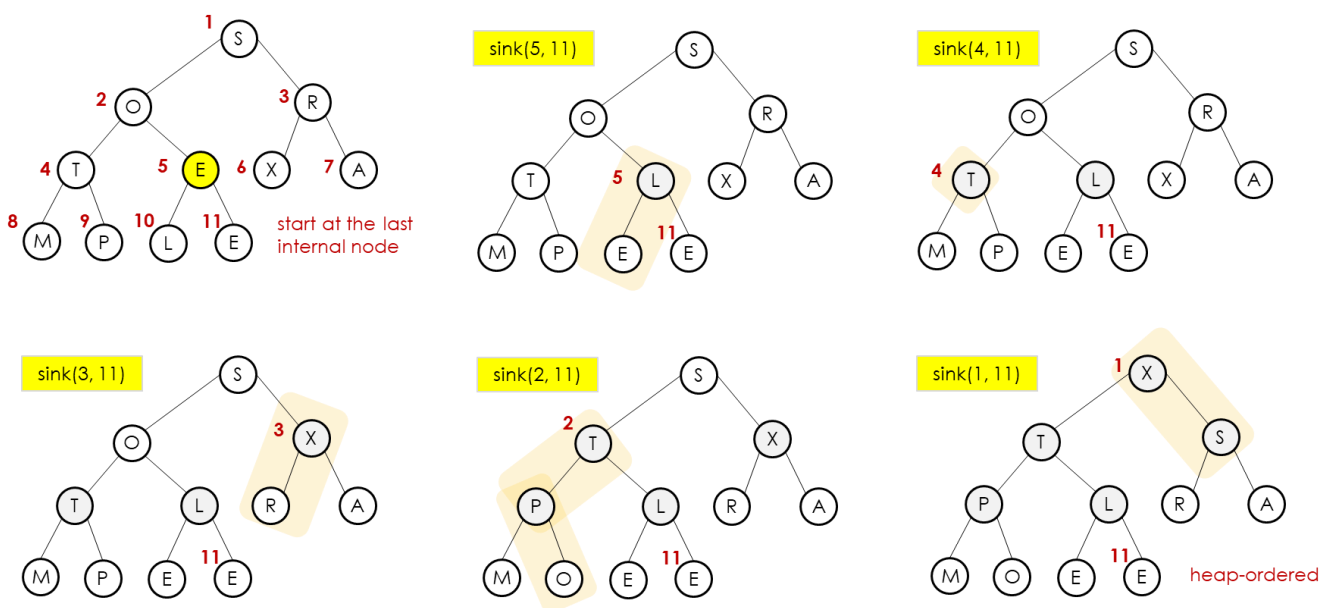 1
S
2
O
3
R
4
T
5
E
6
X
7
A
8
M
9
P
10
L
11
E
start at the last
internal node
sink(5, 11)
S
O
R
T
5
L
X
A
M
P
E
11
E
sink(4, 11)
S
O
R
4
T
L
X
A
M
P
E
11
E
sink(3, 11)
S
O
3
X
T
L
R
A
M
P
E
11
E
sink(2, 11)
S
2
T
X
P
L
R
A
M
O
E
11
E
sink(1, 11)
1
X
T
S
P
L
R
A
M
O
E
11
E
heap-ordered